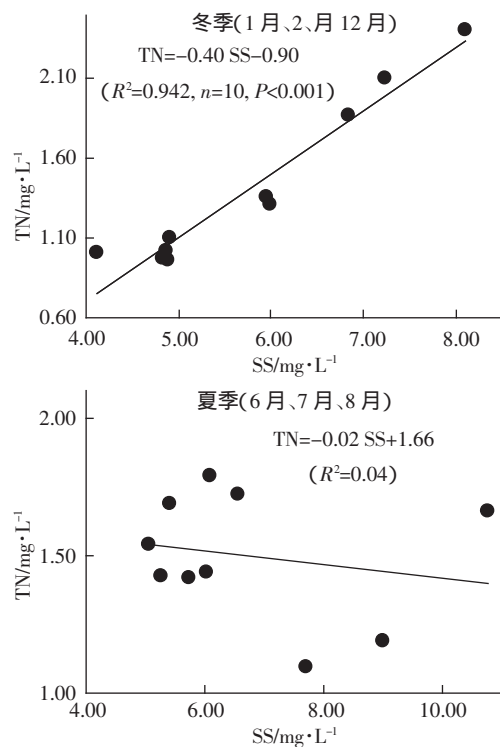 冬季(1月、2、月12月)
TN=-0.40 SS-0.90
(R²=0.942, n=10, P<0.001)
2.10
1.60
1.10
0.60
TN/mg·L⁻¹
4.00 5.00 6.00 7.00 8.00
SS/mg·L⁻¹
夏季(6月、7月、8月)
TN=-0.02 SS+1.66
(R²=0.04)
2.00
1.50
1.00
TN/mg·L⁻¹
4.00 6.00 8.00 10.00
SS/mg·L⁻¹